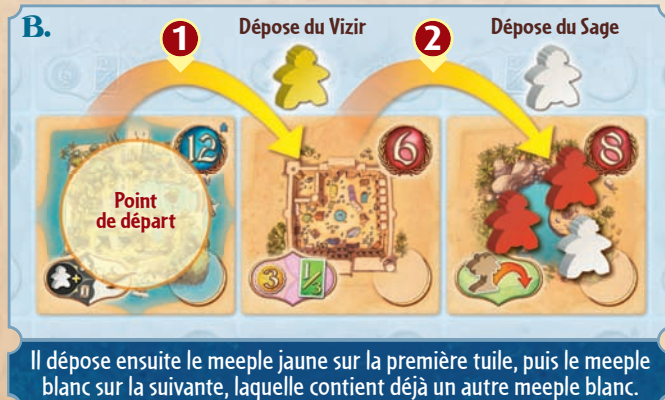 B.
1
Dépose du Vizir
2
Dépose du Sage
12
6
8
Point
de départ
3
1/3
Il dépose ensuite le meeple jaune sur la première tuile, puis le meeple
blanc sur la suivante, laquelle contient déjà un autre meeple blanc.